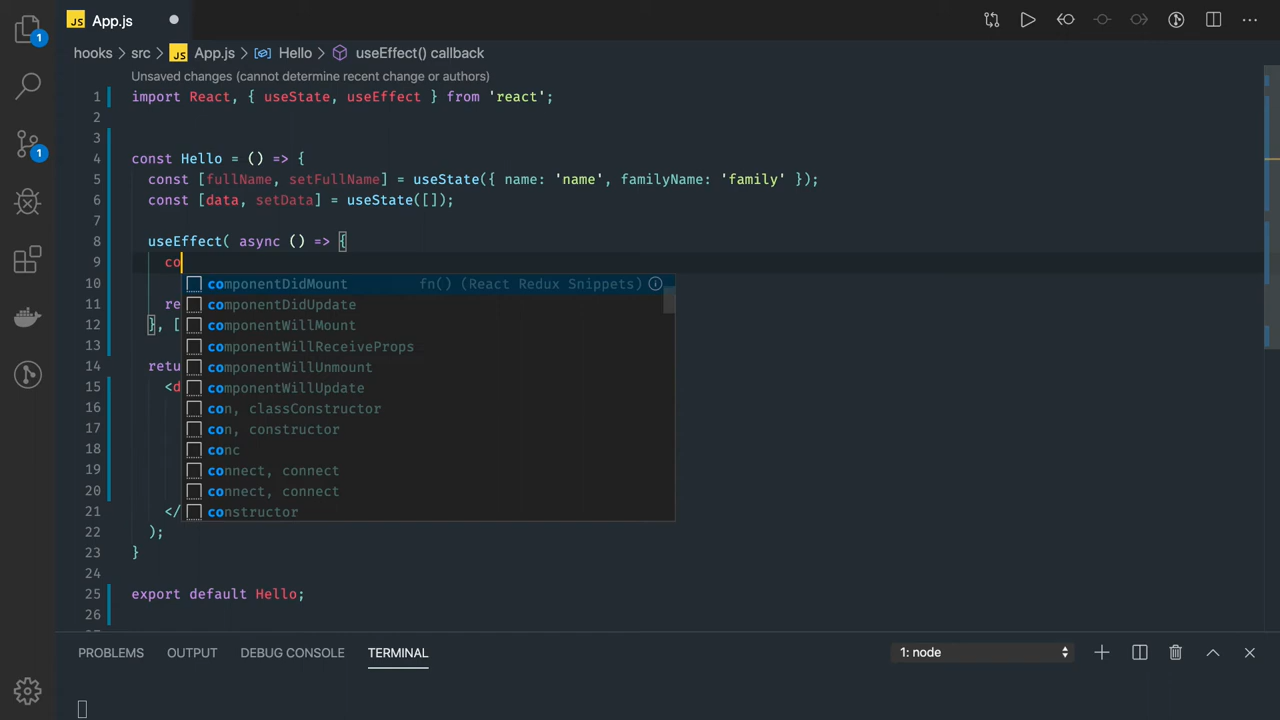 JS App.js
hooks > src > JS App.js > Hello > useEffect() callback
Unsaved changes (cannot determine recent change or authors)
1 import React, { useState, useEffect } from 'react';
2
3
4 const Hello = () => {
5 const [fullName, setFullName] = useState({ name: 'name', familyName: 'family' });
6 const [data, setData] = useState([]);
7
8 useEffect( async () => {
9 co
componentDidMount fn() (React Redux Snippets)
componentDidUpdate
componentWillMount
componentWillReceiveProps
componentWillUnmount
componentWillUpdate
con, classConstructor
con, constructor
conc
connect, connect
connect, connect
constructor
10
11 re
12 }, [
13
14 retu
15 <d
16
17
18
19
20
21 </
22 );
23 }
24
25 export default Hello;
26
1
1
PROBLEMS OUTPUT DEBUG CONSOLE TERMINAL 1: node